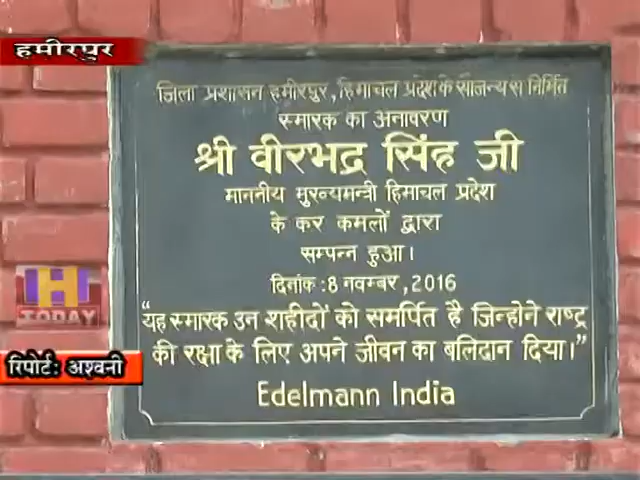 हमीरपुर
जिला प्रशासन हमीरपुर, हिमाचल प्रदेश के सौजन्य से निर्मित
स्मारक का अनावरण
श्री वीरभद्र सिंह जी
माननीय मुख्यमन्त्री हिमाचल प्रदेश
के कर कमलों द्वारा
सम्पन्न हुआ।
दिनांक :8 नवम्बर, 2016
“यह स्मारक उन शहीदों को समर्पित है जिन्होने राष्ट्र
की रक्षा के लिए अपने जीवन का बलिदान दिया।”
Edelmann India
H
TODAY
रिपोर्ट: अश्वनी